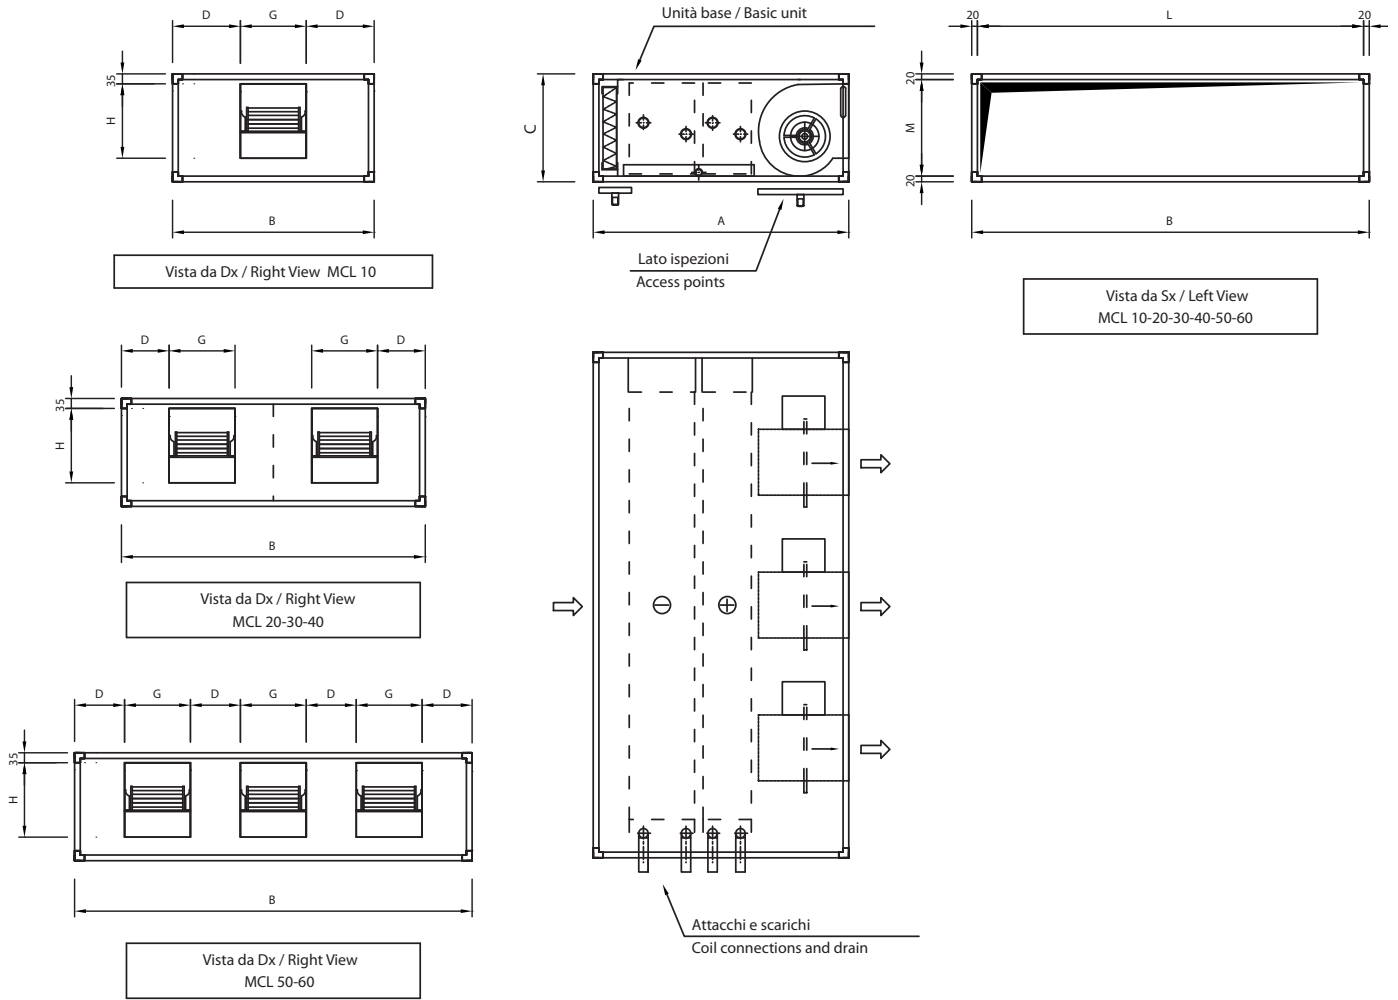 D G D
35
H
B
Vista da Dx / Right View MCL 10
Unità base / Basic unit
C
A
Lato ispezioni
Access points
20 L 20
20
M
20
B
Vista da Sx / Left View
MCL 10-20-30-40-50-60
D G G D
35
H
B
Vista da Dx / Right View
MCL 20-30-40
D G D G D G D
35
H
B
Vista da Dx / Right View
MCL 50-60
Attacchi e scarichi
Coil connections and drain